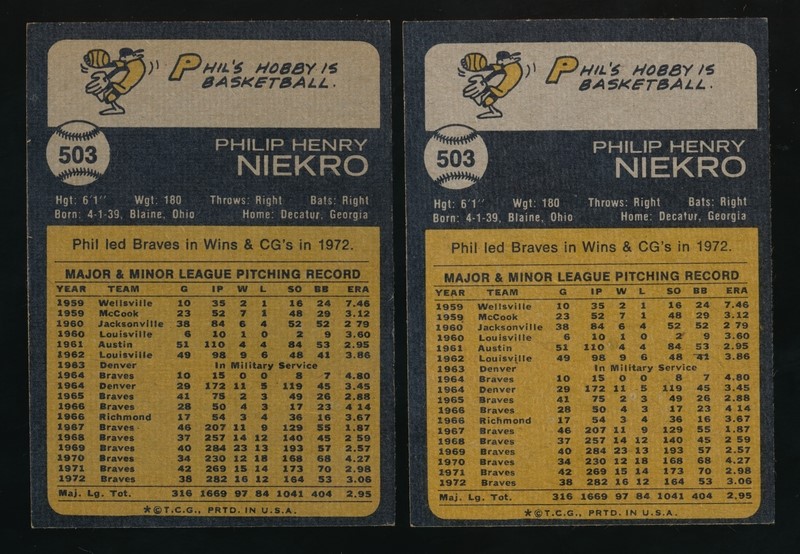 PHIL'S HOBBY IS
BASKETBALL.
503
PHILIP HENRY
NIEKRO
Hgt: 6'1" Wgt: 180 Throws: Right Bats: Right
Born: 4-1-39, Blaine, Ohio Home: Decatur, Georgia
Phil led Braves in Wins & CG's in 1972.
MAJOR & MINOR LEAGUE PITCHING RECORD
YEAR TEAM G IP W L SO BB ERA
1959 Wellsville 10 35 2 1 16 24 7.46
1959 McCook 23 52 7 1 48 29 3.12
1960 Jacksonville 38 84 6 4 52 52 2 79
1960 Louisville 6 10 1 0 2 9 3.60
1961 Austin 51 110 4 4 84 53 2.95
1962 Louisville 49 98 9 6 48 41 3.86
1963 Denver In Military Service
1964 Braves 10 15 0 0 8 7 4.80
1964 Denver 29 172 11 5 119 45 3.45
1965 Braves 41 75 2 3 49 26 2.88
1966 Braves 28 50 4 3 17 23 4 14
1966 Richmond 17 54 3 4 36 16 3.67
1967 Braves 46 207 11 9 129 55 1.87
1968 Braves 37 257 14 12 140 45 2 59
1969 Braves 40 284 23 13 193 57 2.57
1970 Braves 34 230 12 18 168 68 4.27
1971 Braves 42 269 15 14 173 70 2.98
1972 Braves 38 282 16 12 164 53 3.06
Maj. Lg. Tot. 316 1669 97 84 1041 404 2.95
*©T.C.G., PRTD. IN U.S.A.
PHIL'S HOBBY IS
BASKETBALL.
503
PHILIP HENRY
NIEKRO
Hgt: 6'1" Wgt: 180 Throws: Right Bats: Right
Born: 4-1-39, Blaine, Ohio Home: Decatur, Georgia
Phil led Braves in Wins & CG's in 1972.
MAJOR & MINOR LEAGUE PITCHING RECORD
YEAR TEAM G IP W L SO BB ERA
1959 Wellsville 10 35 2 1 16 24 7.46
1959 McCook 23 52 7 1 48 29 3.12
1960 Jacksonville 38 84 6 4 52 52 2 79
1960 Louisville 6 10 1 0 2 9 3.60
1961 Austin 51 110 4 4 84 53 2.95
1962 Louisville 49 98 9 6 48 41 3.86
1963 Denver In Military Service
1964 Braves 10 15 0 0 8 7 4.80
1964 Denver 29 172 11 5 119 45 3.45
1965 Braves 41 75 2 3 49 26 2.88
1966 Braves 28 50 4 3 17 23 4 14
1966 Richmond 17 54 3 4 36 16 3.67
1967 Braves 46 207 11 9 129 55 1.87
1968 Braves 37 257 14 12 140 45 2 59
1969 Braves 40 284 23 13 193 57 2.57
1970 Braves 34 230 12 18 168 68 4.27
1971 Braves 42 269 15 14 173 70 2.98
1972 Braves 38 282 16 12 164 53 3.06
Maj. Lg. Tot. 316 1669 97 84 1041 404 2.95
*©T.C.G., PRTD. IN U.S.A.